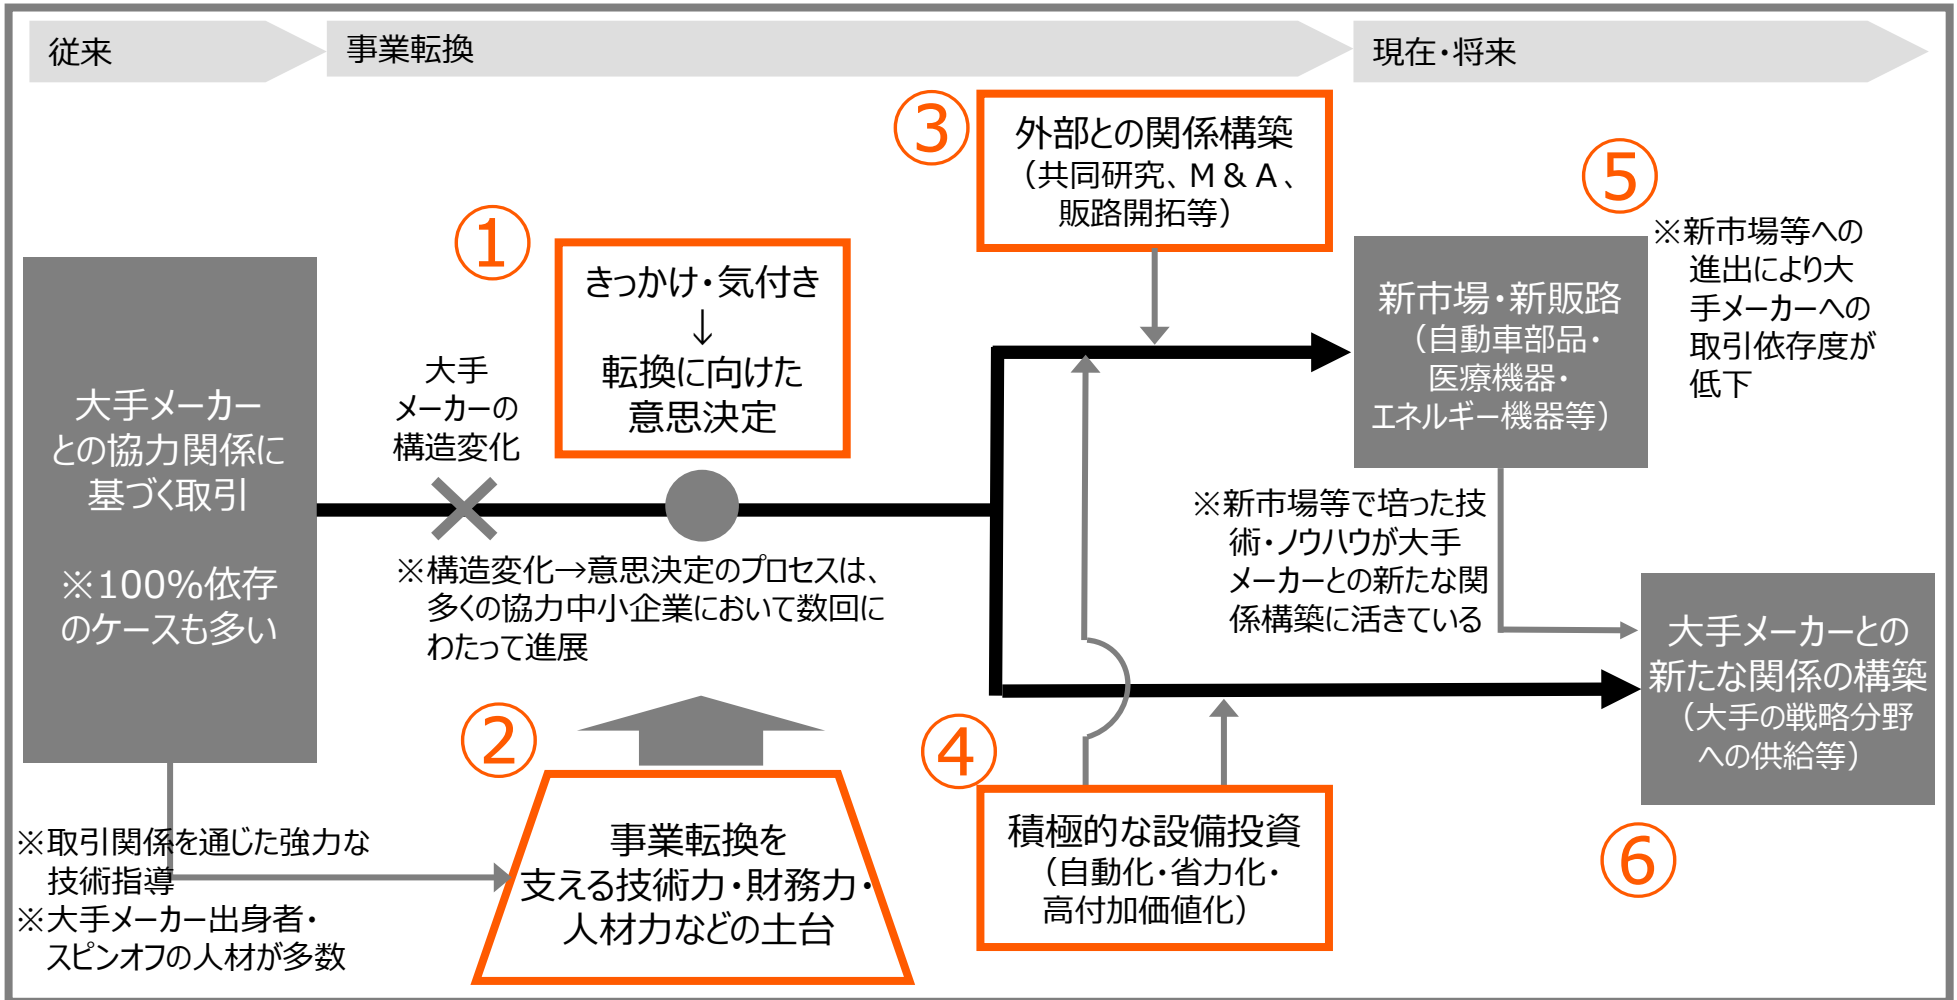 従来
事業転換
現在・将来
大手メーカー
との協力関係に
基づく取引
※100%依存
のケースも多い
大手
メーカーの
構造変化
①
きっかけ・気付き
↓
転換に向けた
意思決定
※構造変化→意思決定のプロセスは、
多くの協力中小企業において数回に
わたって進展
②
事業転換を
支える技術力・財務力・
人材力などの土台
※取引関係を通じた強力な
技術指導
※大手メーカー出身者・
スピンオフの人材が多数
③
外部との関係構築
（共同研究、M & A、
販路開拓等）
④
積極的な設備投資
（自動化・省力化・
高付加価値化）
⑤
※新市場等への
進出により大
手メーカーへの
取引依存度が
低下
新市場・新販路
（自動車部品・
医療機器・
エネルギー機器等）
※新市場等で培った技
術・ノウハウが大手
メーカーとの新たな関
係構築に活きている
大手メーカーとの
新たな関係の構築
（大手の戦略分野
への供給等）
⑥